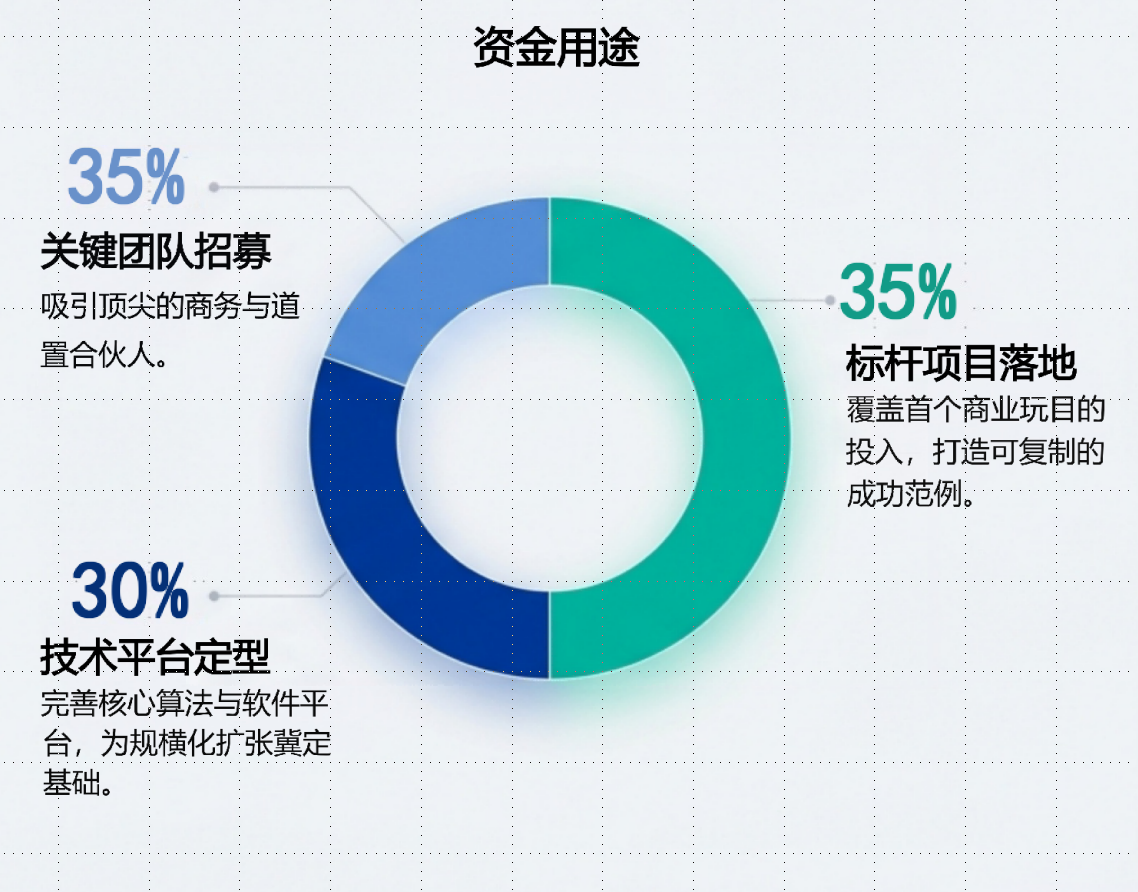 资金用途
35%
关键团队招募
吸引顶尖的商务与道
置合伙人。
35%
标杆项目落地
覆盖首个商业玩目的
投入，打造可复制的
成功范例。
30%
技术平台定型
完善核心算法与软件平
台，为规横化扩张冀定
基础。